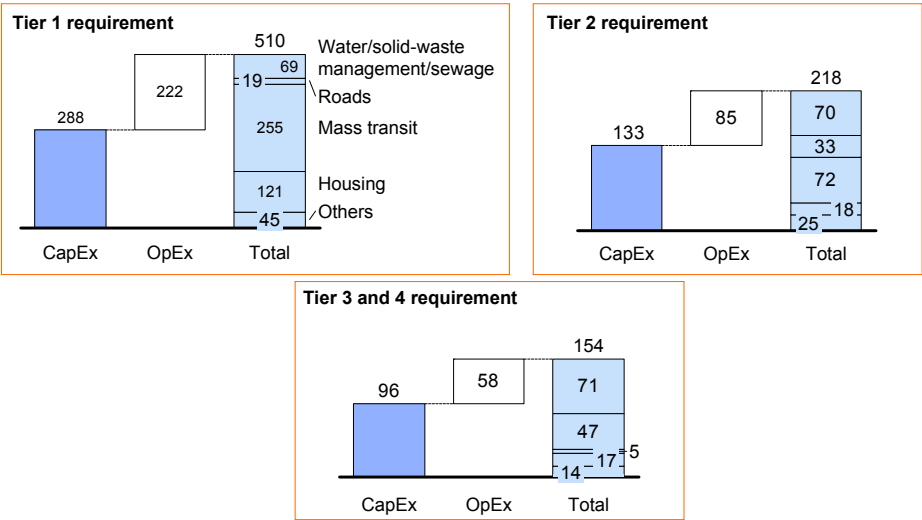 Tier 1 requirement
510
Water/solid-waste
management/sewage
69
19
Roads
222
288
255
Mass transit
121
Housing
45
Others
CapEx
OpEx
Total
Tier 2 requirement
218
85
70
133
33
72
18
25
CapEx
OpEx
Total
Tier 3 and 4 requirement
154
58
71
96
47
5
17
14
CapEx
OpEx
Total